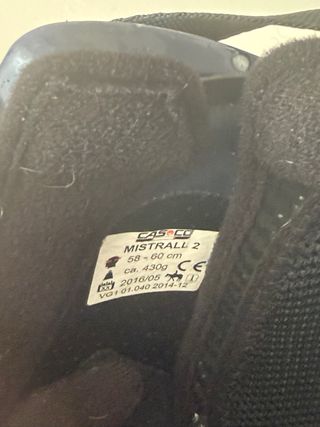 CASCO
MISTRALL 2
58 - 60 cm
ca. 430g CE
2016/05
VG1 01.040 2014-12